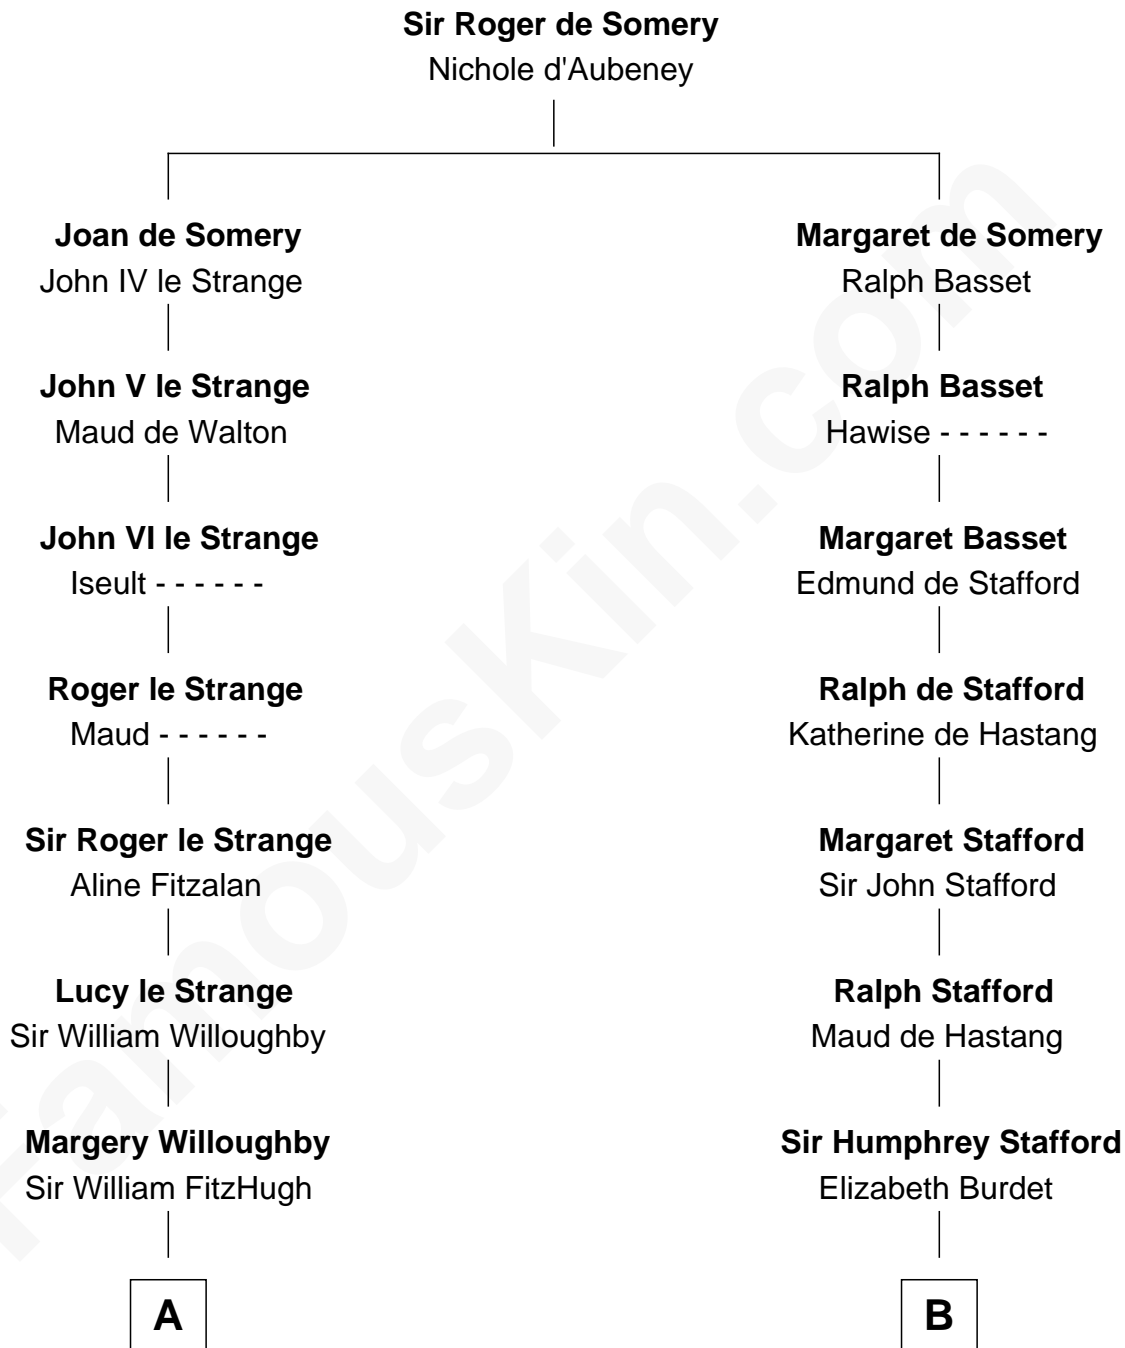 Sir Roger de Somery
Nichole d'Aubeney
Joan de Somery
John IV le Strange
Margaret de Somery
Ralph Basset
John V le Strange
Maud de Walton
Ralph Basset
Hawise - - - - - -
John VI le Strange
Iseult - - - - - -
Margaret Basset
Edmund de Stafford
Roger le Strange
Maud - - - - - -
Ralph de Stafford
Katherine de Hastang
Sir Roger le Strange
Aline Fitzalan
Margaret Stafford
Sir John Stafford
Lucy le Strange
Sir William Willoughby
Ralph Stafford
Maud de Hastang
Margery Willoughby
Sir William FitzHugh
Sir Humphrey Stafford
Elizabeth Burdet
A
B
FamousKin.com